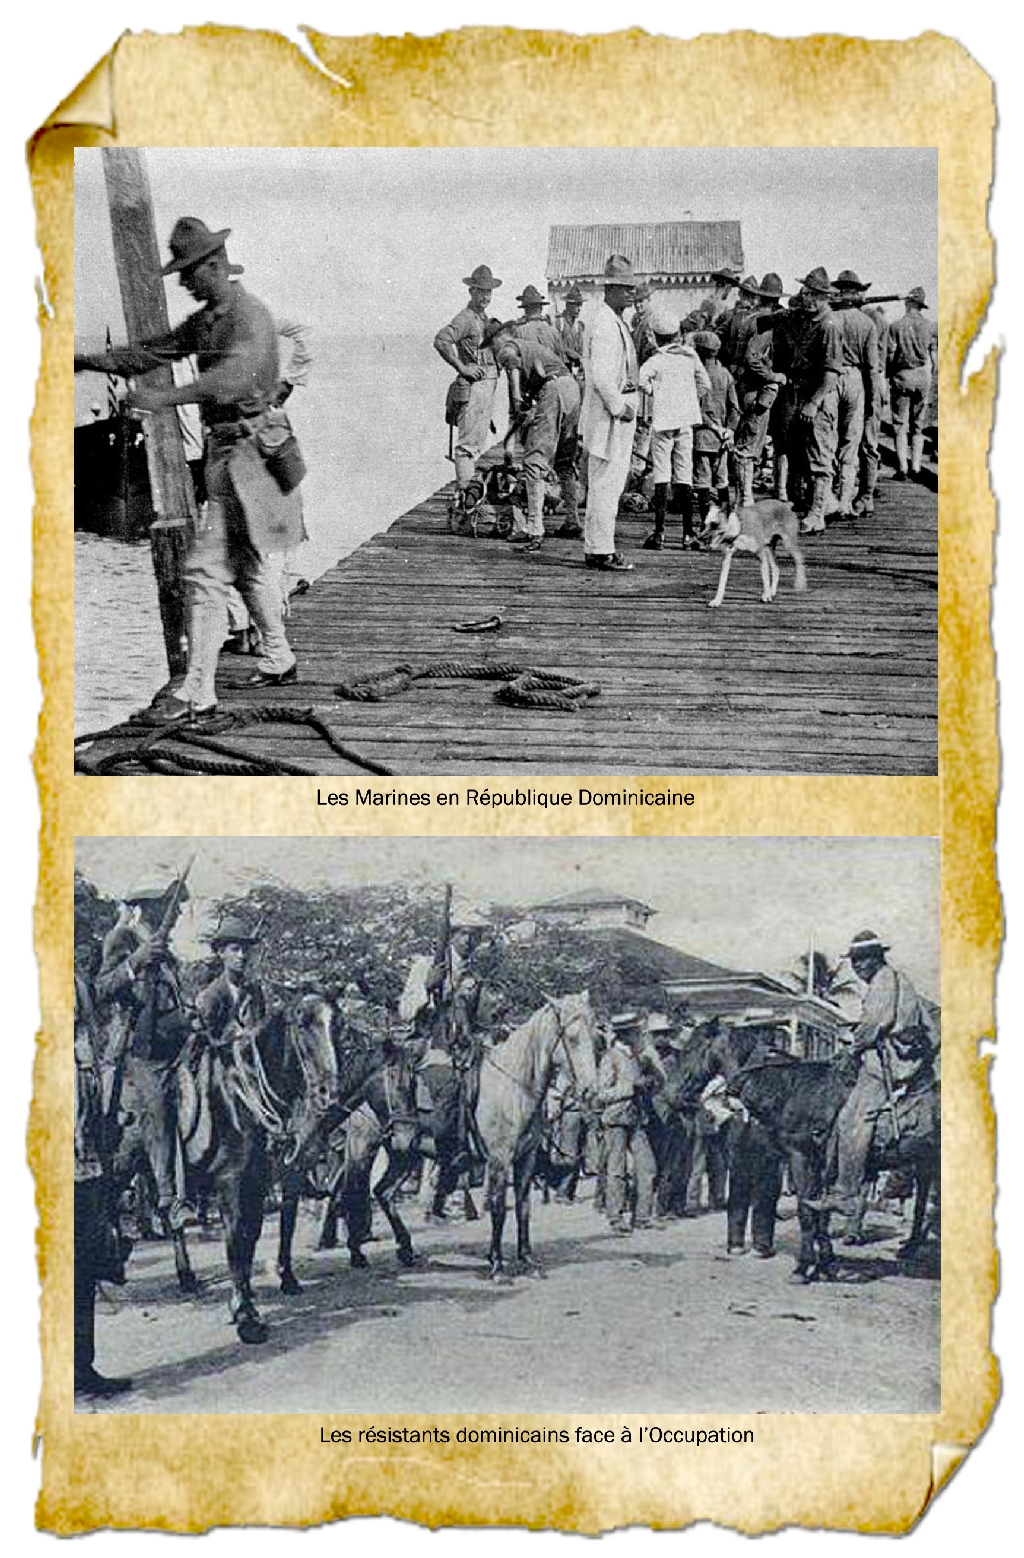 Les Marines en République Dominicaine
Les résistants dominicains face à l'Occupation